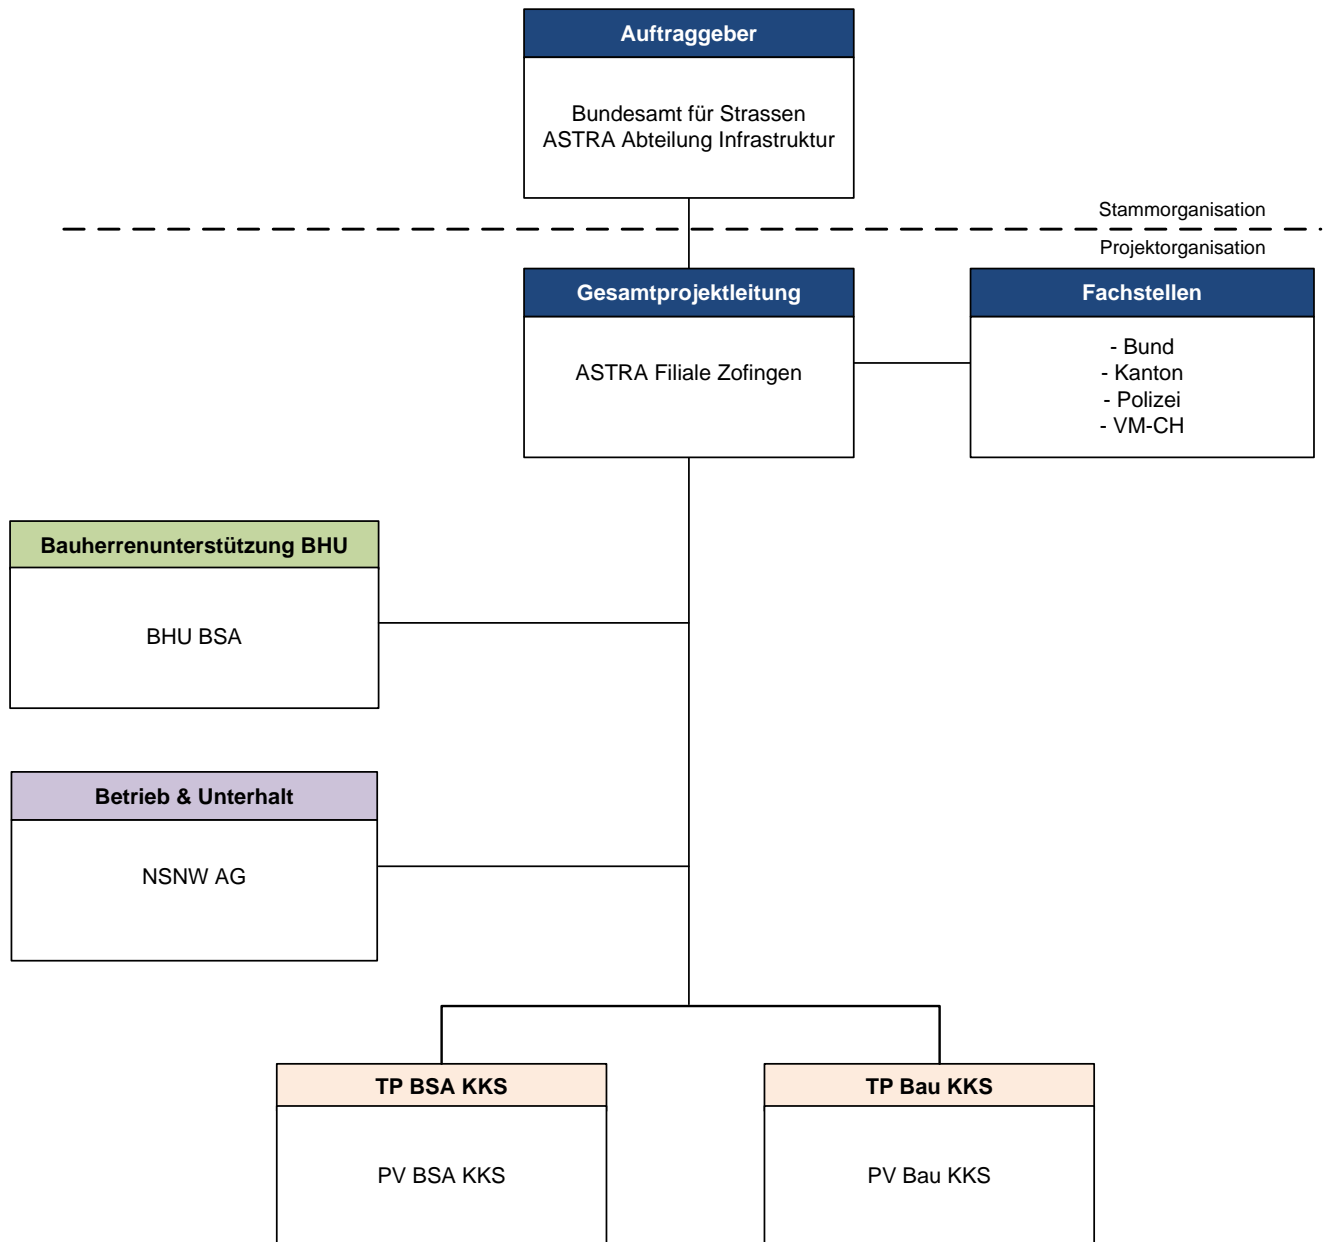 Auftraggeber
Bundesamt für Strassen
ASTRA Abteilung Infrastruktur
Stammorganisation
Projektorganisation
Gesamtprojektleitung
ASTRA Filiale Zofingen
Fachstellen
- Bund
- Kanton
- Polizei
- VM-CH
Bauherrenunterstützung BHU
BHU BSA
Betrieb & Unterhalt
NSNW AG
TP BSA KKS
PV BSA KKS
TP Bau KKS
PV Bau KKS